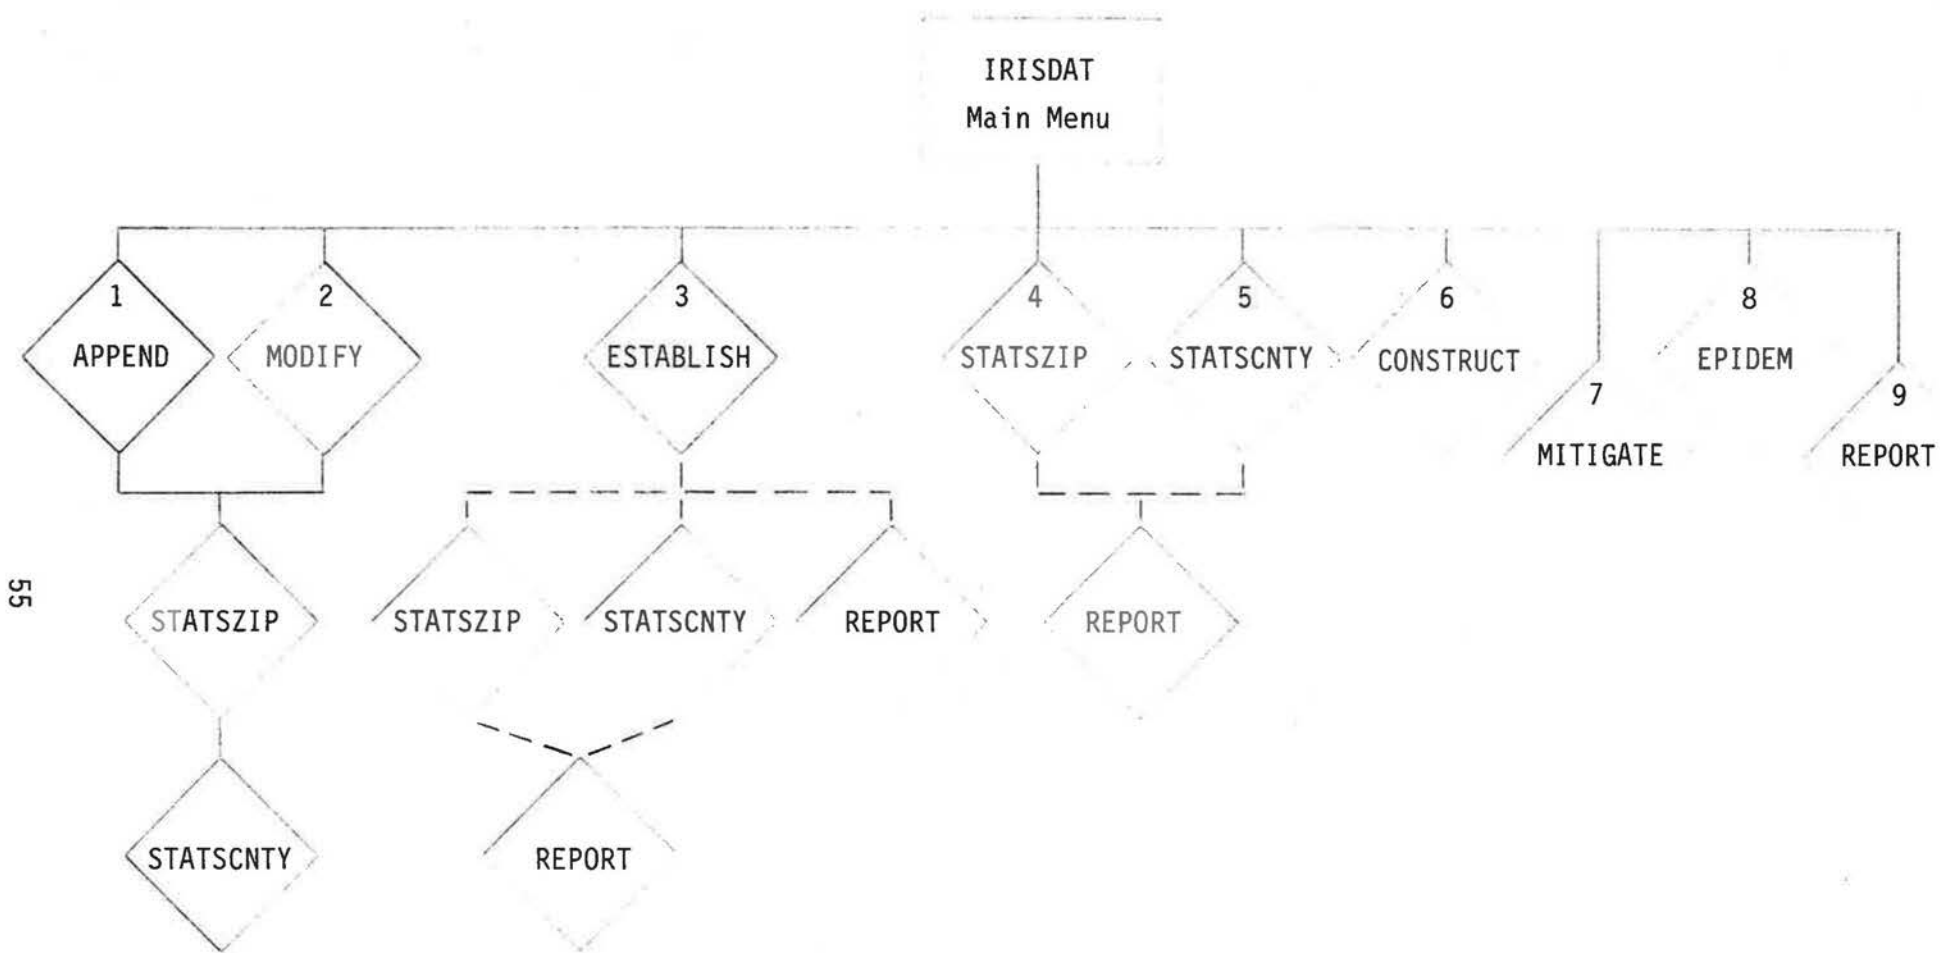 IRISDAT
Main Menu
1
APPEND
2
MODIFY
3
ESTABLISH
4
STATSZIP
5
STATSCNTY
6
CONSTRUCT
7
MITIGATE
8
EPIDEM
9
REPORT
STATSZIP
STATSZIP
STATSCNTY
REPORT
REPORT
STATSCNTY
REPORT
55